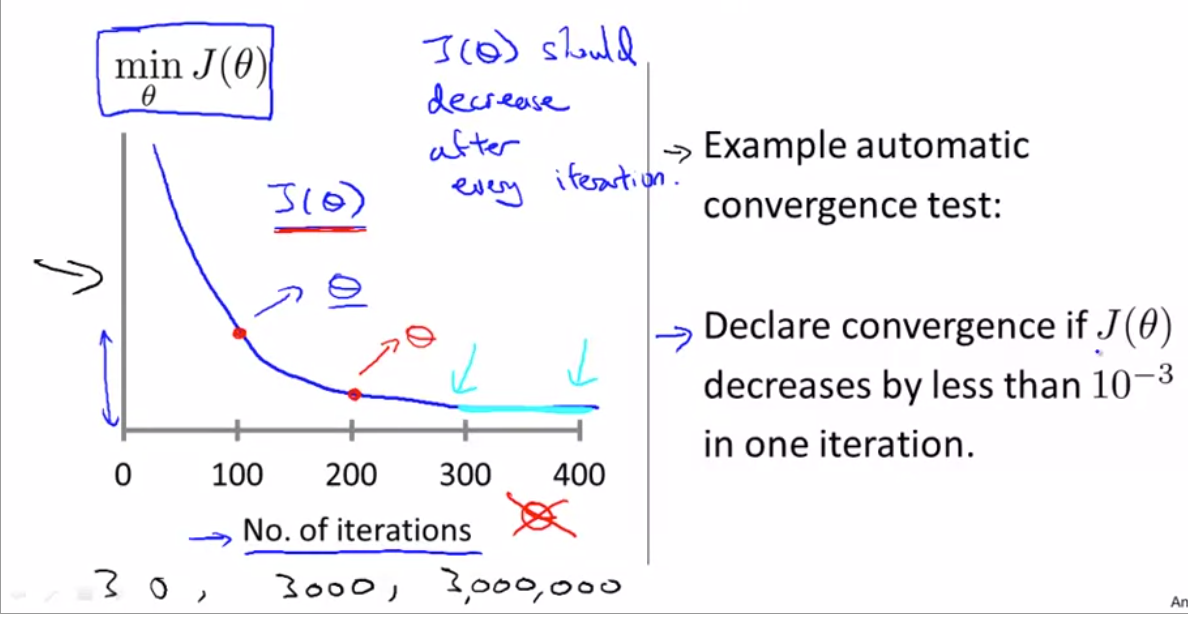 min J(θ)
θ
J(θ) should
decrease
after
every iteration.
J(θ)
θ
θ
0 100 200 300 400
No. of iterations
30, 3000, 3,000,000
→ Example automatic
convergence test:
→ Declare convergence if J(θ)
decreases by less than 10⁻³
in one iteration.
An